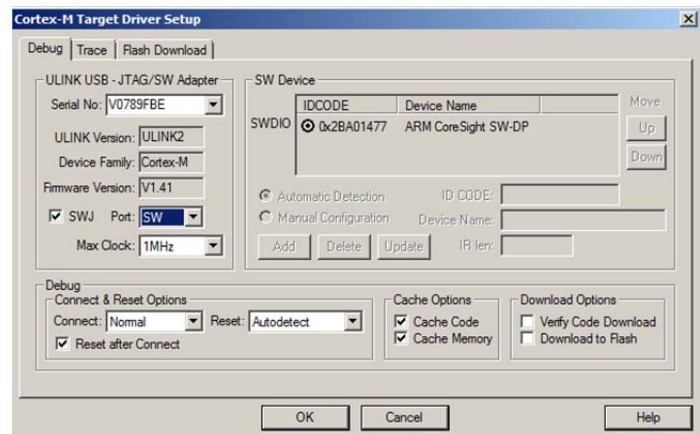 Cortex-M Target Driver Setup
Debug
Trace
Flash Download
ULINK USB - JTAG/SW Adapter
Serial No: V0789FBE
ULINK Version: ULINK2
Device Family: Cortex-M
Firmware Version: V1.41
SWJ Port: SW
Max Clock: 1MHz
SW Device
IDCODE Device Name
SWDIO 0x2BA01477 ARM CoreSight SW-DP
Move
Up
Down
Automatic Detection
Manual Configuration
ID CODE:
Device Name:
Add
Delete
Update
IR len:
Debug
Connect & Reset Options
Connect: Normal Reset: Autodetect
Reset after Connect
Cache Options
Cache Code
Cache Memory
Download Options
Verify Code Download
Download to Flash
OK
Cancel
Help